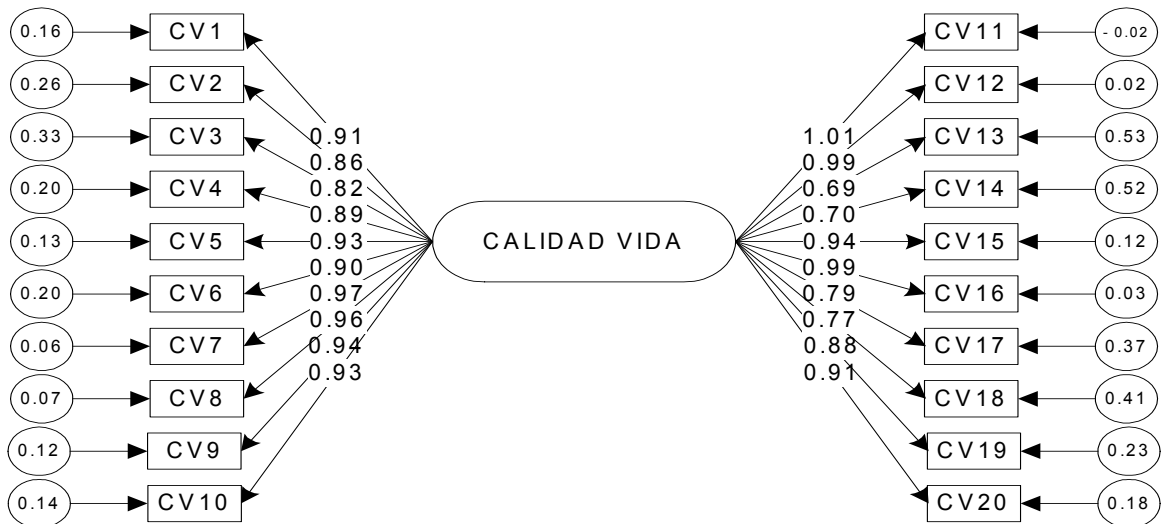 0.16 CV1 CV11 - 0.02
0.26 CV2 CV12 0.02
0.33 CV3 0.91 1.01 CV13 0.53
0.86 0.99
0.20 CV4 0.82 0.69 CV14 0.52
0.89 0.70
0.13 CV5 0.93 CALIDAD VIDA 0.94 CV15 0.12
0.90 0.99
0.20 CV6 0.97 0.79 CV16 0.03
0.96 0.77
0.06 CV7 0.94 0.88 CV17 0.37
0.93 0.91
0.07 CV8 CV18 0.41
0.12 CV9 CV19 0.23
0.14 CV10 CV20 0.18